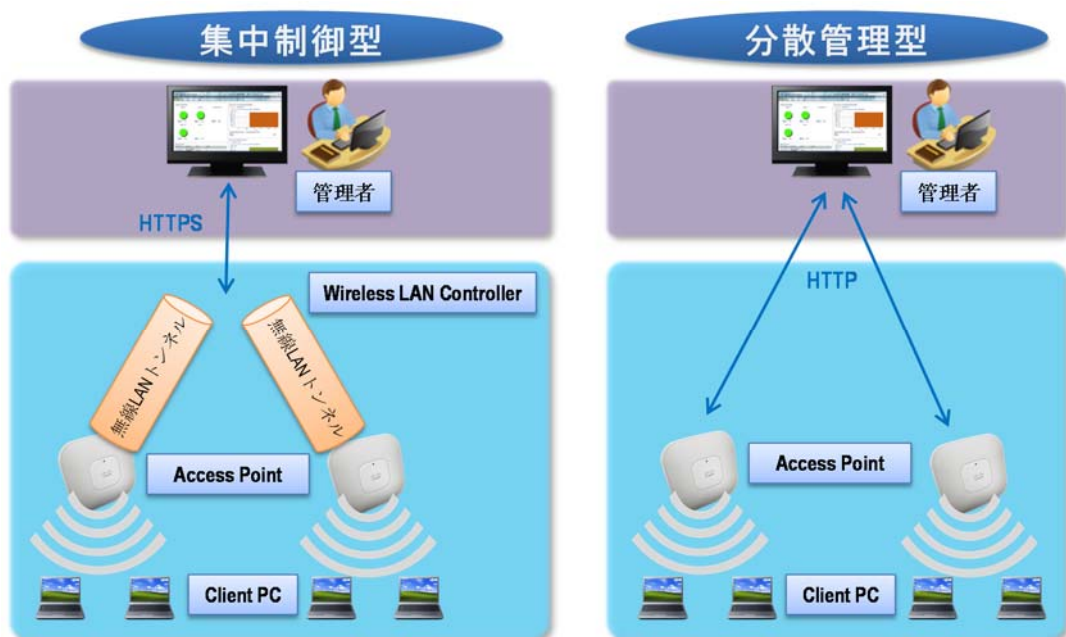 集中制御型
分散管理型
管理者
HTTPS
Wireless LAN Controller
無線LANトンネル
無線LANトンネル
Access Point
Client PC
管理者
HTTP
Access Point
Client PC